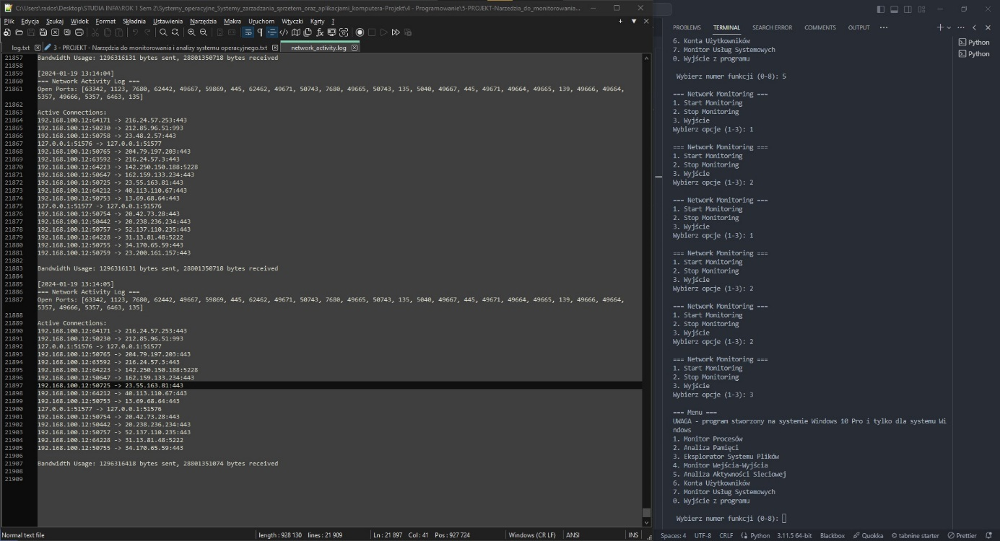 C:\Users\rados\Desktop\STUDIA INFA\ROK 1 Sem 2\Systemy_operacyjne_Systemy_zarzadzania_sprzetem_oraz_aplikacjami_komputera-Projekt\4 - Programowanie\5-PROJEKT-Narzedzia_do_monitorowania...
Plik Edycja Szukaj Widok Format Składnia Ustawienia Narzędzia Makra Uruchom Wtyczki Karty ?
log.txt 3 - PROJEKT - Narzędzia do monitorowania i analizy systemu operacyjnego.txt network_activity.log
21857 Bandwidth Usage: 1296316131 bytes sent, 28801350718 bytes received
21858
21859 [2024-01-19 13:14:04]
21860 === Network Activity Log ===
21861 Open Ports: [63342, 1123, 7680, 62442, 49667, 59869, 445, 62462, 49671, 50743, 7680, 49665, 50743, 135, 5040, 49667, 445, 49671, 49664, 49665, 139, 49666, 49664,
5357, 49666, 5357, 6463, 135]
21862
21863 Active Connections:
21864 192.168.100.12:64171 -> 216.24.57.253:443
21865 192.168.100.12:50230 -> 212.85.96.51:993
21866 192.168.100.12:50758 -> 23.48.2.57:443
21867 127.0.0.1:51576 -> 127.0.0.1:51577
21868 192.168.100.12:50765 -> 204.79.197.203:443
21869 192.168.100.12:63592 -> 216.24.57.3:443
21870 192.168.100.12:64223 -> 142.250.150.188:5228
21871 192.168.100.12:50647 -> 162.159.133.234:443
21872 192.168.100.12:50725 -> 23.55.163.81:443
21873 192.168.100.12:64212 -> 40.113.110.67:443
21874 192.168.100.12:50753 -> 13.69.68.64:443
21875 127.0.0.1:51577 -> 127.0.0.1:51576
21876 192.168.100.12:50754 -> 20.42.73.28:443
21877 192.168.100.12:50442 -> 20.238.236.234:443
21878 192.168.100.12:50757 -> 52.137.110.235:443
21879 192.168.100.12:64228 -> 31.13.81.48:5222
21880 192.168.100.12:50755 -> 34.170.65.59:443
21881 192.168.100.12:50759 -> 23.200.161.157:443
21882
21883 Bandwidth Usage: 1296316131 bytes sent, 28801350718 bytes received
21884
21885 [2024-01-19 13:14:05]
21886 === Network Activity Log ===
21887 Open Ports: [63342, 1123, 7680, 62442, 49667, 59869, 445, 62462, 49671, 50743, 7680, 49665, 50743, 135, 5040, 49667, 445, 49671, 49664, 49665, 139, 49666, 49664,
5357, 49666, 5357, 6463, 135]
21888
21889 Active Connections:
21890 192.168.100.12:64171 -> 216.24.57.253:443
21891 192.168.100.12:50230 -> 212.85.96.51:993
21892 127.0.0.1:51576 -> 127.0.0.1:51577
21893 192.168.100.12:50765 -> 204.79.197.203:443
21894 192.168.100.12:63592 -> 216.24.57.3:443
21895 192.168.100.12:64223 -> 142.250.150.188:5228
21896 192.168.100.12:50647 -> 162.159.133.234:443
21897 192.168.100.12:50725 -> 23.55.163.81:443
21898 192.168.100.12:64212 -> 40.113.110.67:443
21899 192.168.100.12:50753 -> 13.69.68.64:443
21900 127.0.0.1:51577 -> 127.0.0.1:51576
21901 192.168.100.12:50754 -> 20.42.73.28:443
21902 192.168.100.12:50442 -> 20.238.236.234:443
21903 192.168.100.12:50757 -> 52.137.110.235:443
21904 192.168.100.12:64228 -> 31.13.81.48:5222
21905 192.168.100.12:50755 -> 34.170.65.59:443
21906
21907 Bandwidth Usage: 1296316418 bytes sent, 28801351074 bytes received
21908
21909
Normal text file length : 928 130 lines : 21 909 Ln : 21 897 Col : 41 Pos : 927 724 Windows (CR LF) ANSI INS
PROBLEMS TERMINAL SEARCH ERROR COMMENTS OUTPUT
Python
Python
6. Konta Użytkowników
7. Monitor Usług Systemowych
0. Wyjście z programu
Wybierz numer funkcji (0-8): 5
=== Network Monitoring ===
1. Start Monitoring
2. Stop Monitoring
3. Wyjście
Wybierz opcje (1-3): 1
=== Network Monitoring ===
1. Start Monitoring
2. Stop Monitoring
3. Wyjście
Wybierz opcje (1-3): 2
=== Network Monitoring ===
1. Start Monitoring
2. Stop Monitoring
3. Wyjście
Wybierz opcje (1-3): 1
=== Network Monitoring ===
1. Start Monitoring
2. Stop Monitoring
3. Wyjście
Wybierz opcje (1-3): 2
=== Network Monitoring ===
1. Start Monitoring
2. Stop Monitoring
3. Wyjście
Wybierz opcje (1-3): 2
=== Network Monitoring ===
1. Start Monitoring
2. Stop Monitoring
3. Wyjście
Wybierz opcje (1-3): 3
=== Menu ===
UWAGA - program stworzony na systemie Windows 10 Pro i tylko dla systemu Wi
ndows
1. Monitor Procesów
2. Analiza Pamięci
3. Eksplorator Systemu Plików
4. Monitor Wejścia-Wyjścia
5. Analiza Aktywności Sieciowej
6. Konta Użytkowników
7. Monitor Usług Systemowych
0. Wyjście z programu
Wybierz numer funkcji (0-8):
Spaces: 4 UTF-8 CRLF Python 3.11.5 64-bit Blackbox Quokka tabnine starter Prettier